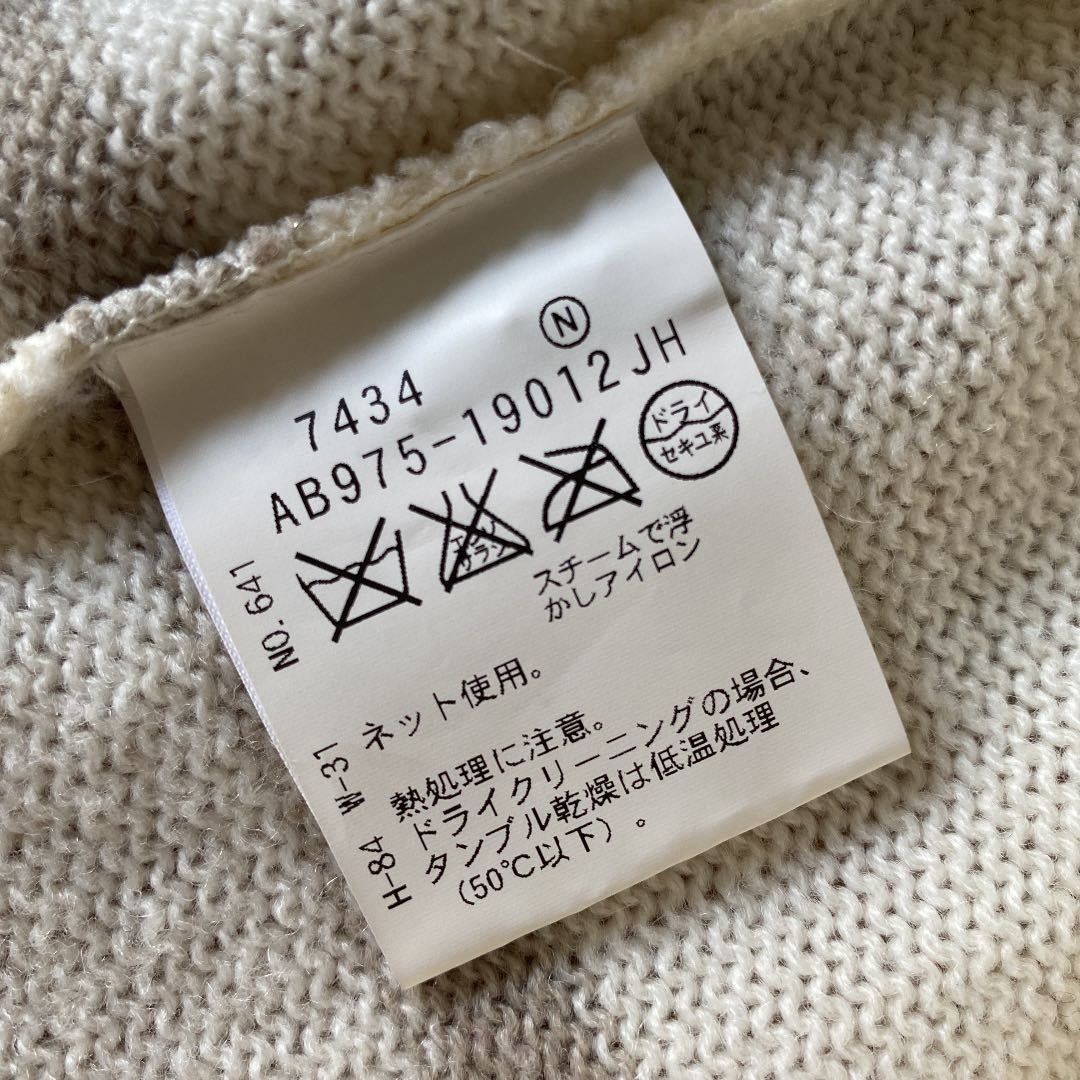 N
7434
AB975-19012JH
エンソ
サラシ
ドライ
セキユ系
スチームで浮
かしアイロン
NO.641
W-31
H-84
ネット使用。
熱処理に注意。
ドライクリーニングの場合、
タンブル乾燥は低温処理
(50℃以下)。